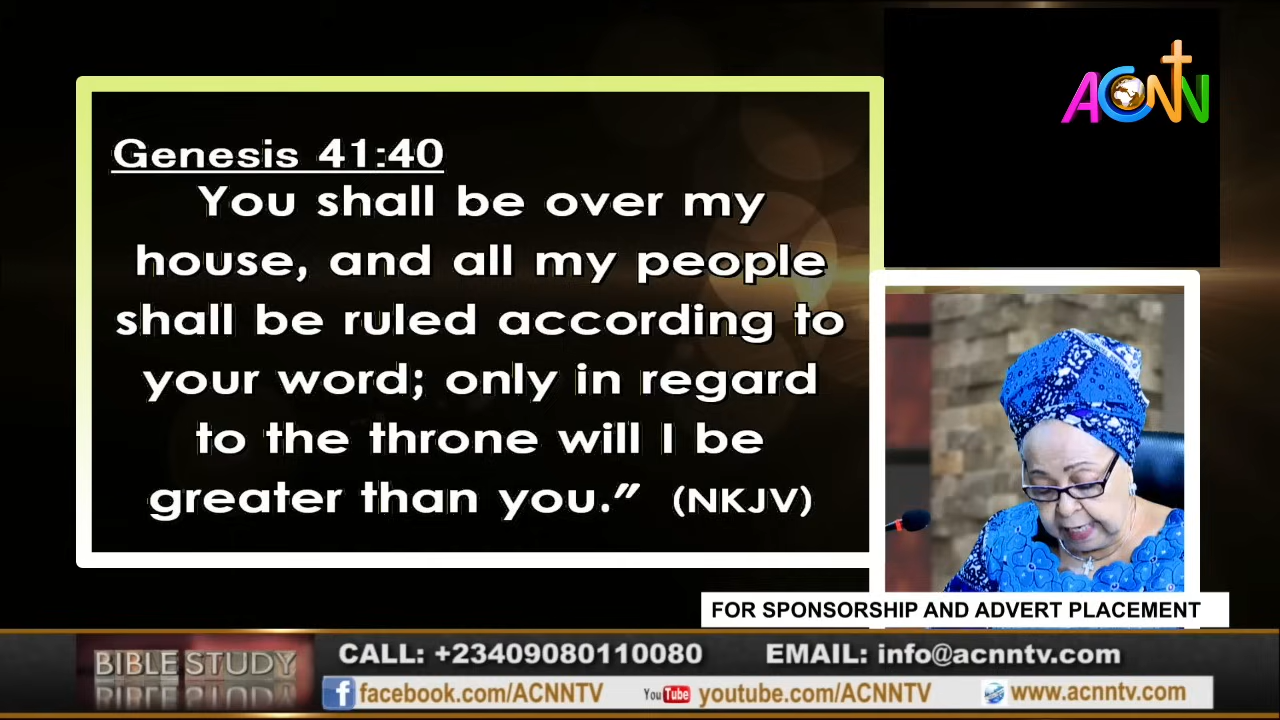 ACNN
Genesis 41:40
You shall be over my
house, and all my people
shall be ruled according to
your word; only in regard
to the throne will I be
greater than you.” (NKJV)
FOR SPONSORSHIP AND ADVERT PLACEMENT
BIBLE STUDY
CALL: +23409080110080 EMAIL: info@acnntv.com
f facebook.com/ACNNTV YouTube youtube.com/ACNNTV www.acnntv.com